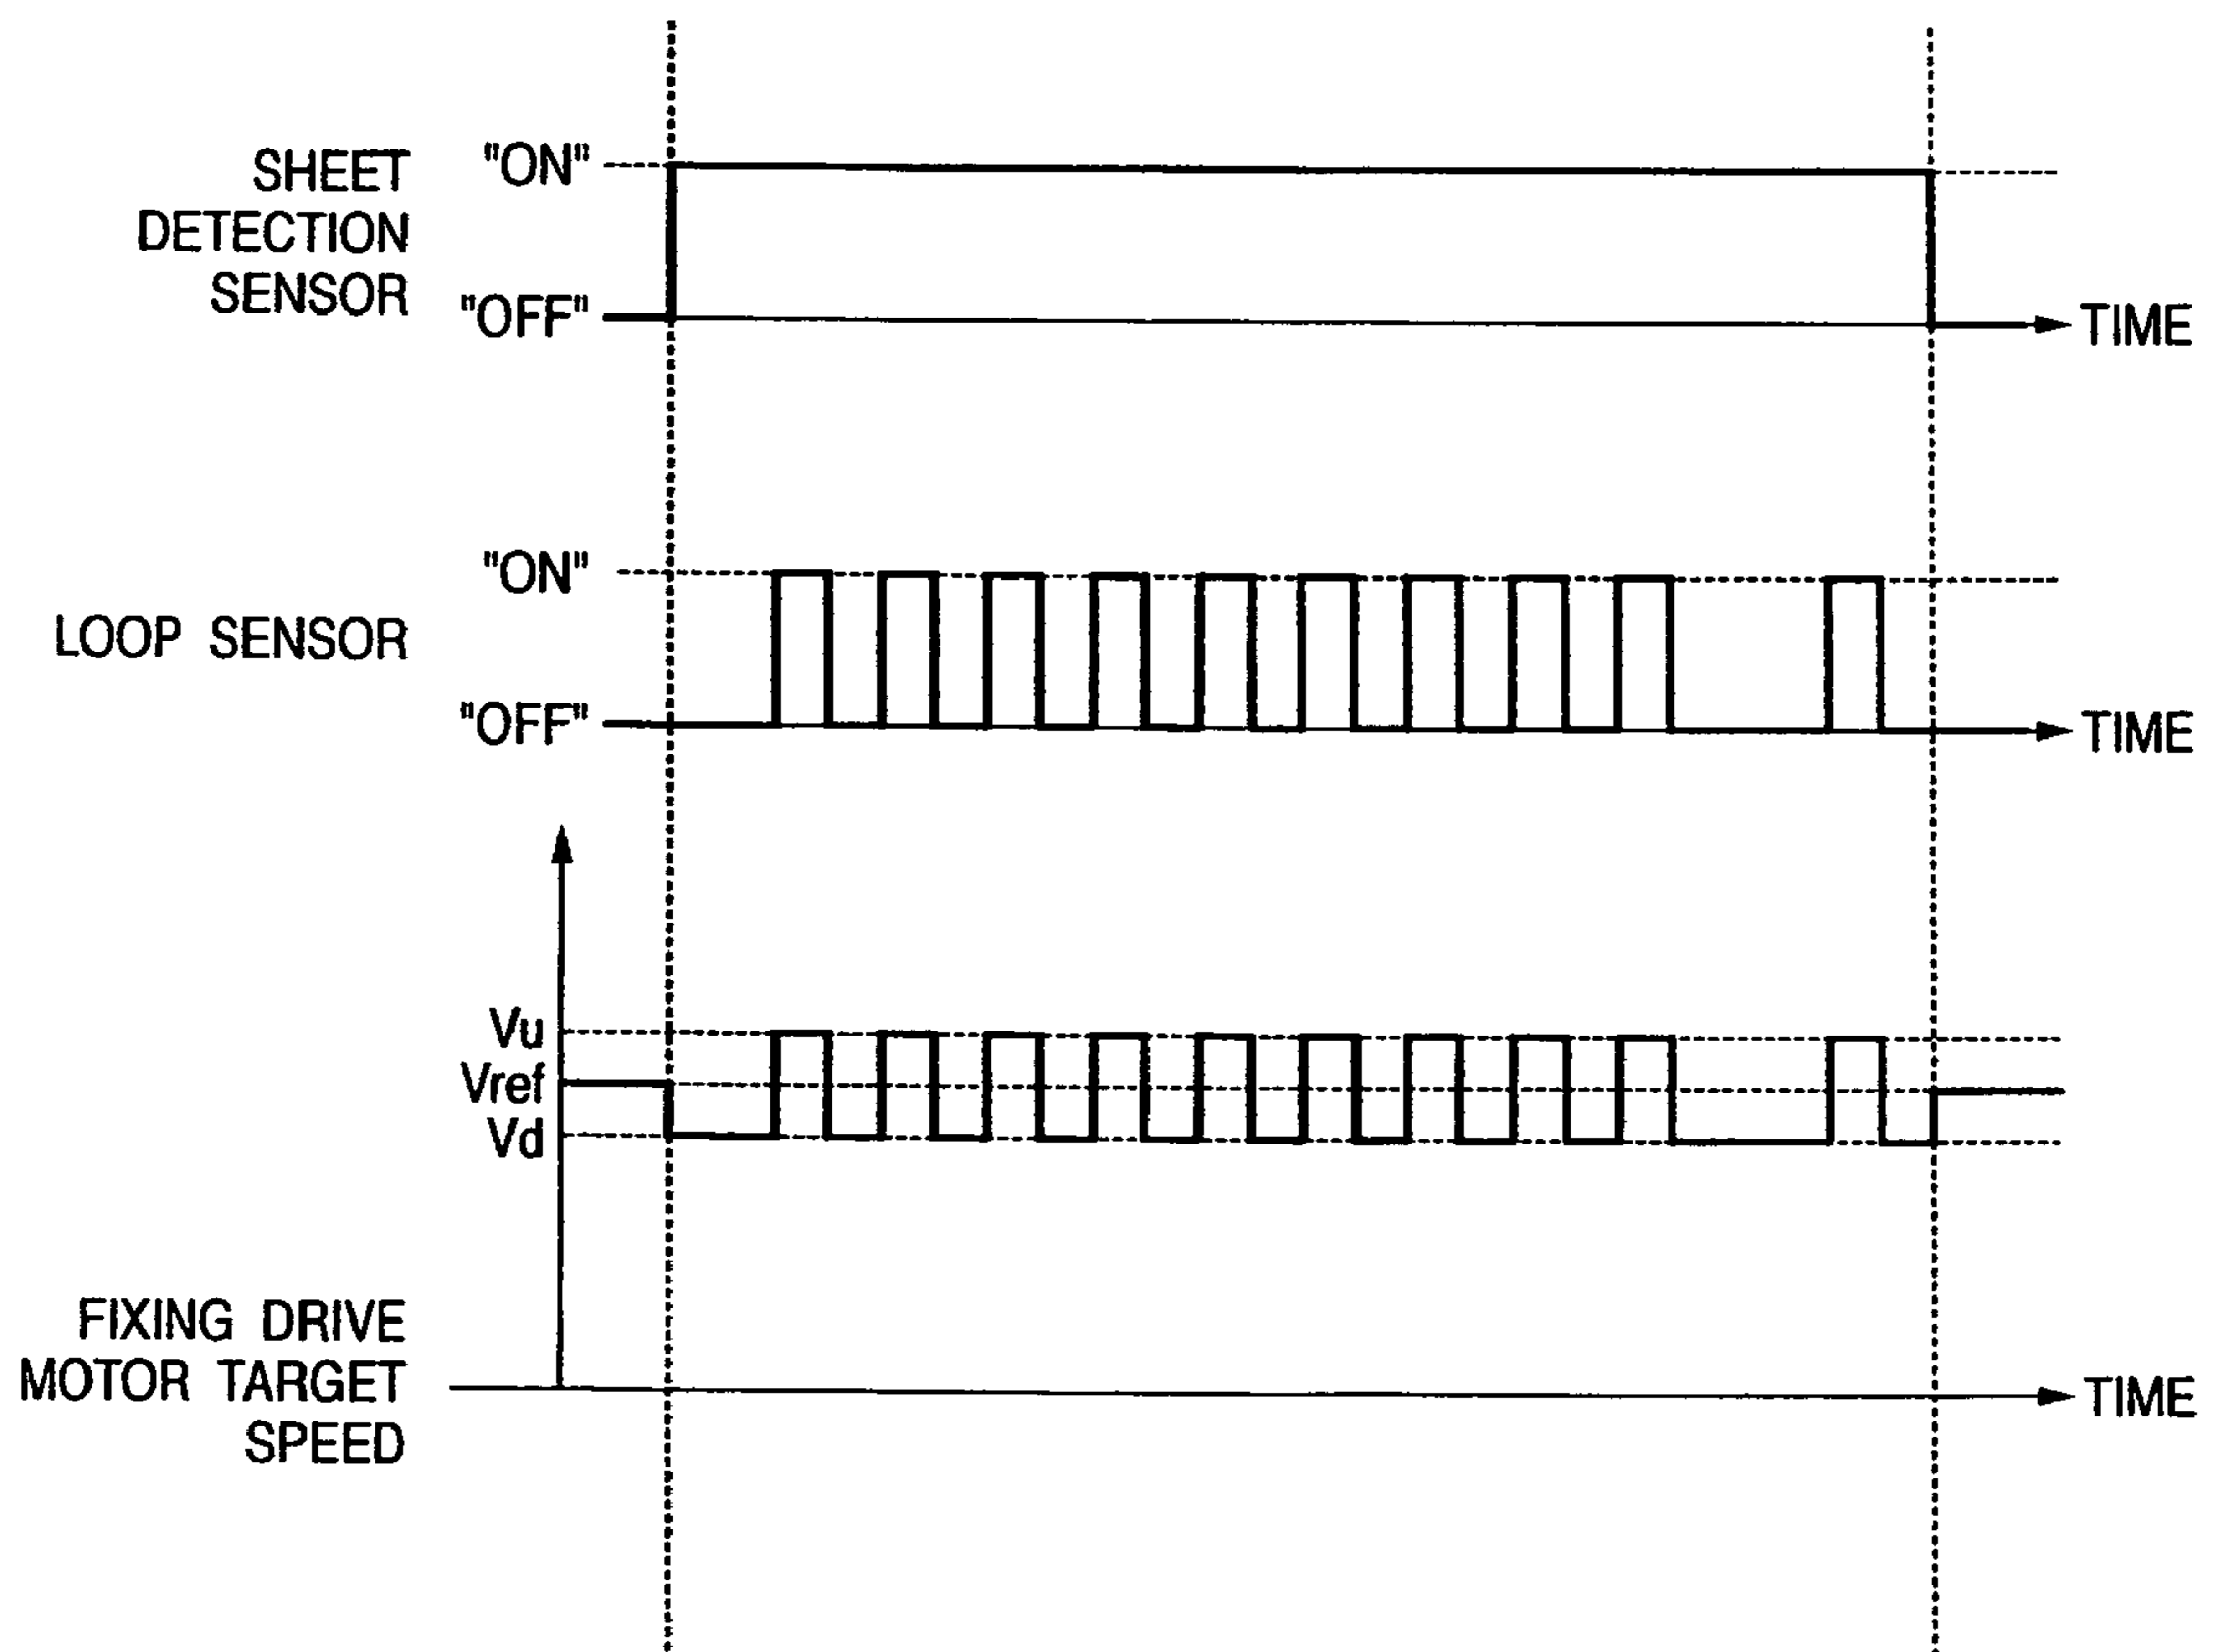 SHEET
DETECTION
SENSOR
"ON"
"OFF"
TIME
LOOP SENSOR
"ON"
"OFF"
TIME
Vu
Vref
Vd
FIXING DRIVE
MOTOR TARGET
SPEED
TIME